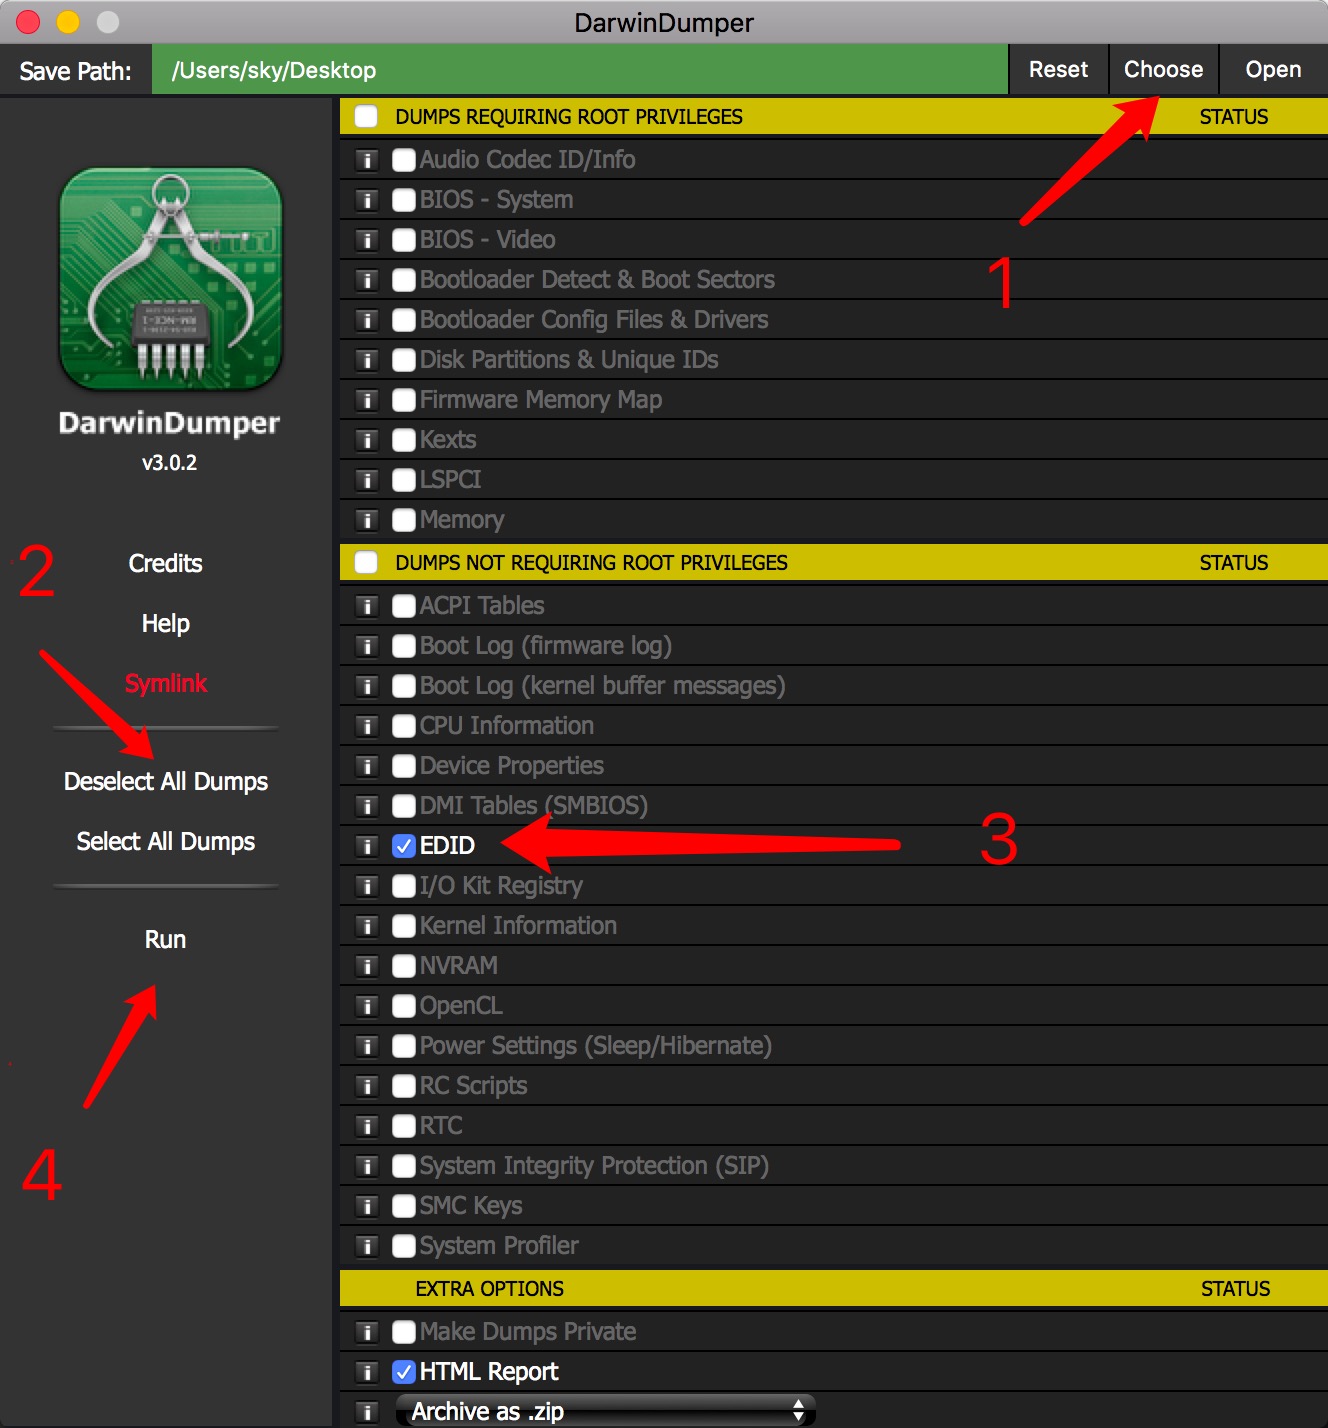 DarwinDumper
Save Path: /Users/sky/Desktop Reset Choose Open
DUMPS REQUIRING ROOT PRIVILEGES STATUS
Audio Codec ID/Info
BIOS - System
BIOS - Video
Bootloader Detect & Boot Sectors
Bootloader Config Files & Drivers
Disk Partitions & Unique IDs
Firmware Memory Map
Kexts
LSPCI
Memory
1
DarwinDumper
v3.0.2
2
Credits
Help
Symlink
Deselect All Dumps
Select All Dumps
Run
4
DUMPS NOT REQUIRING ROOT PRIVILEGES STATUS
ACPI Tables
Boot Log (firmware log)
Boot Log (kernel buffer messages)
CPU Information
Device Properties
DMI Tables (SMBIOS)
EDID
3
I/O Kit Registry
Kernel Information
NVRAM
OpenCL
Power Settings (Sleep/Hibernate)
RC Scripts
RTC
System Integrity Protection (SIP)
SMC Keys
System Profiler
EXTRA OPTIONS STATUS
Make Dumps Private
HTML Report
Archive as .zip